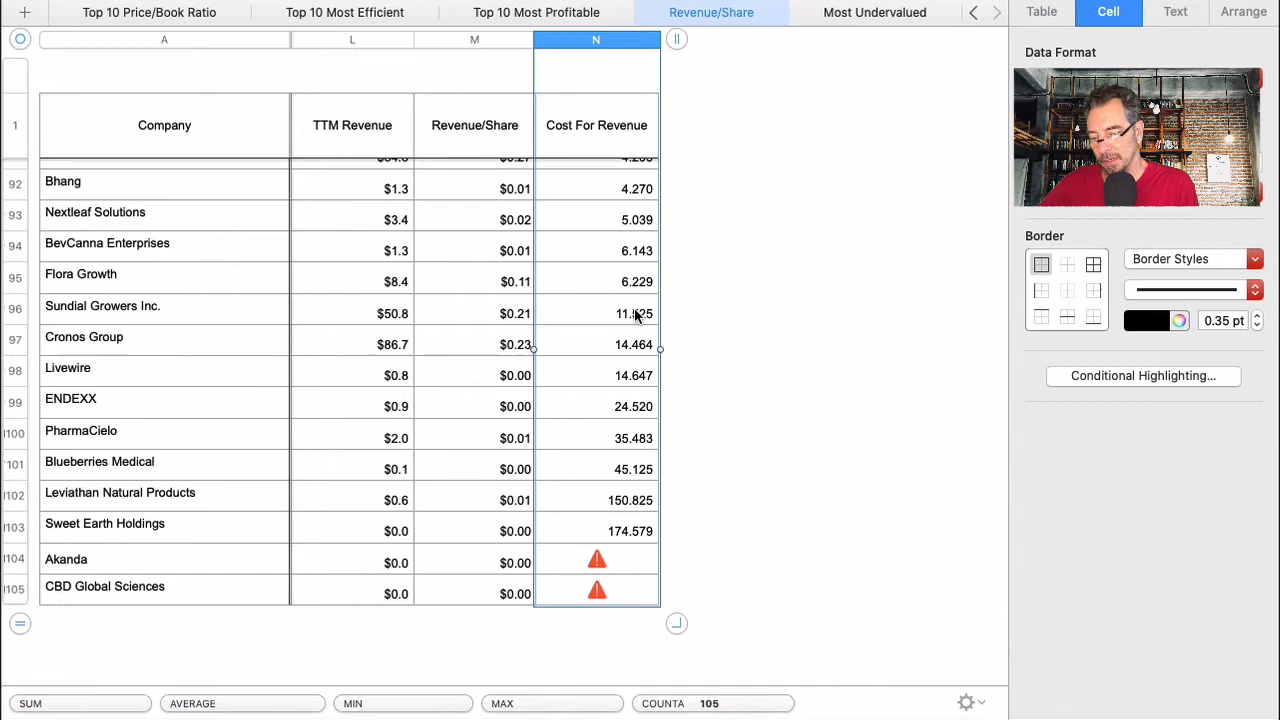 Top 10 Price/Book Ratio Top 10 Most Efficient Top 10 Most Profitable Revenue/Share Most Undervalued Table Cell Text Arrange
A L M N
Data Format
1 Company TTM Revenue Revenue/Share Cost For Revenue
92 Bhang $1.3 $0.01 4.270
93 Nextleaf Solutions $3.4 $0.02 5.039
94 BevCanna Enterprises $1.3 $0.01 6.143
95 Flora Growth $8.4 $0.11 6.229
96 Sundial Growers Inc. $50.8 $0.21
97 Cronos Group $86.7 $0.23 14.464
98 Livewire $0.8 $0.00 14.647
99 ENDEXX $0.9 $0.00 24.520
100 PharmaCielo $2.0 $0.01 35.483
101 Blueberries Medical $0.1 $0.00 45.125
102 Leviathan Natural Products $0.6 $0.01 150.825
103 Sweet Earth Holdings $0.0 $0.00 174.579
104 Akanda $0.0 $0.00
105 CBD Global Sciences $0.0 $0.00
Border
Border Styles
0.35 pt
Conditional Highlighting...
SUM AVERAGE MIN MAX COUNTA 105